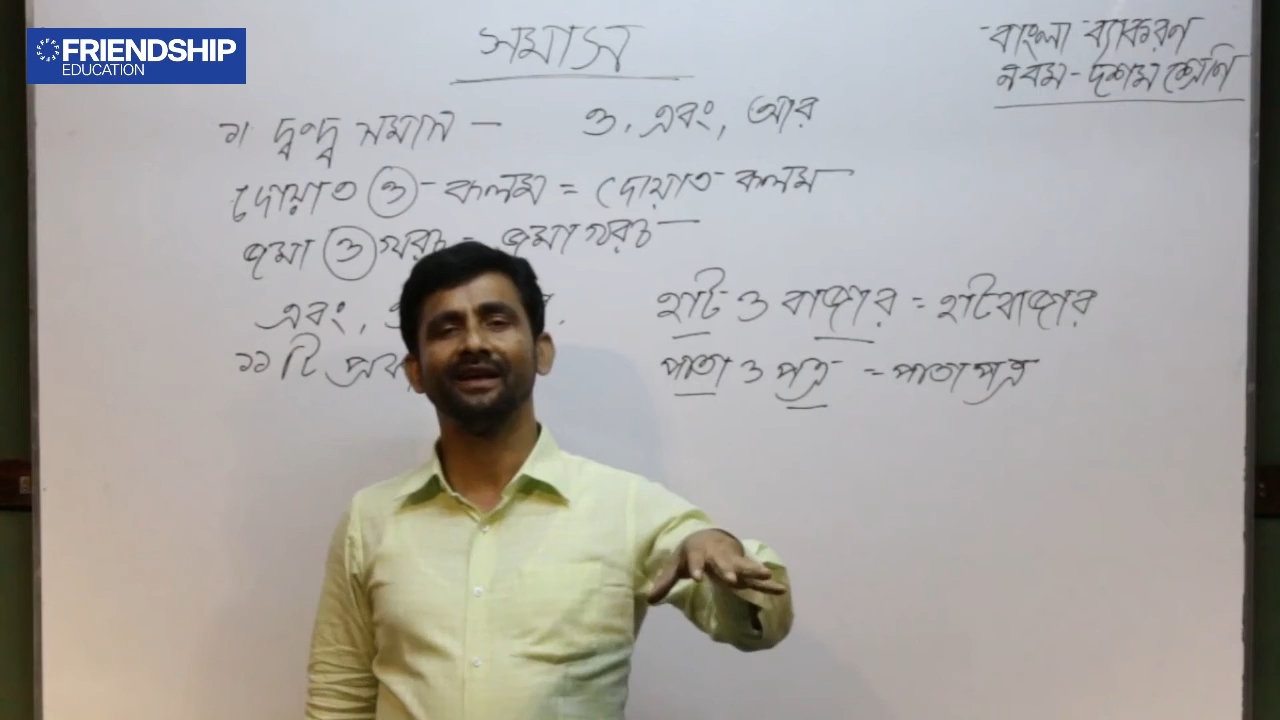 FRIENDSHIP
EDUCATION
সমাস
বাংলা ব্যাকরণ
নবম-দশম শ্রেণি
১। দ্বন্দ্ব সমাস — ও, এবং, আর
দোয়াত ও কলম = দোয়াত কলম
জমা ও খরচ = জমাখরচ
এবং,
হাট ও বাজার = হাটবাজার
১১ টি
পাতা ও পত্র = পাতাপত্র